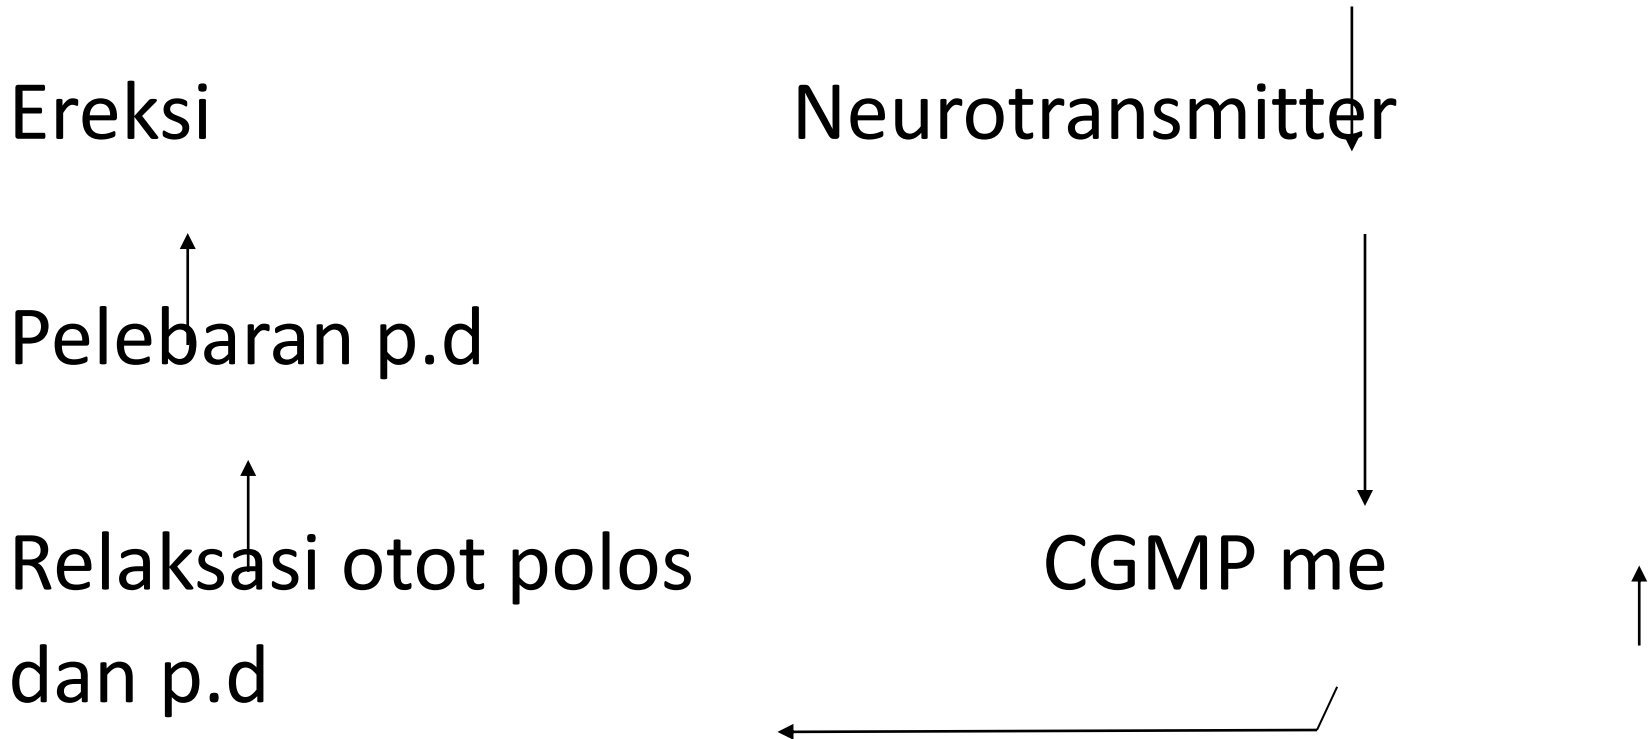 Ereksi Neurotransmitter
Pelebaran p.d
Relaksasi otot polos CGMP me
dan p.d